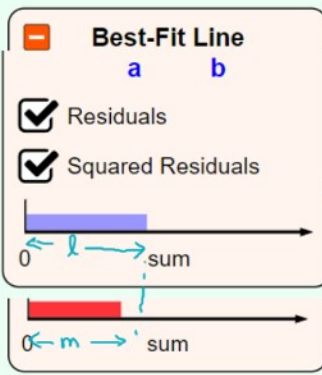 Best-Fit Line
a b
Residuals
Squared Residuals
0 l sum
0 m sum